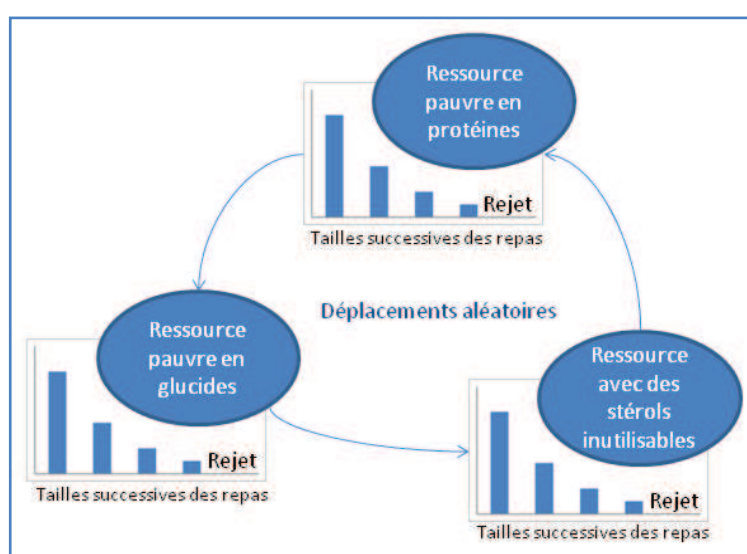 Ressource
pauvre en
protéines
Rejet
Tailles successives des repas
Déplacements aléatoires
Ressource
pauvre en
glucides
Rejet
Tailles successives des repas
Ressource
avec des
stérols
inutilisables
Rejet
Tailles successives des repas